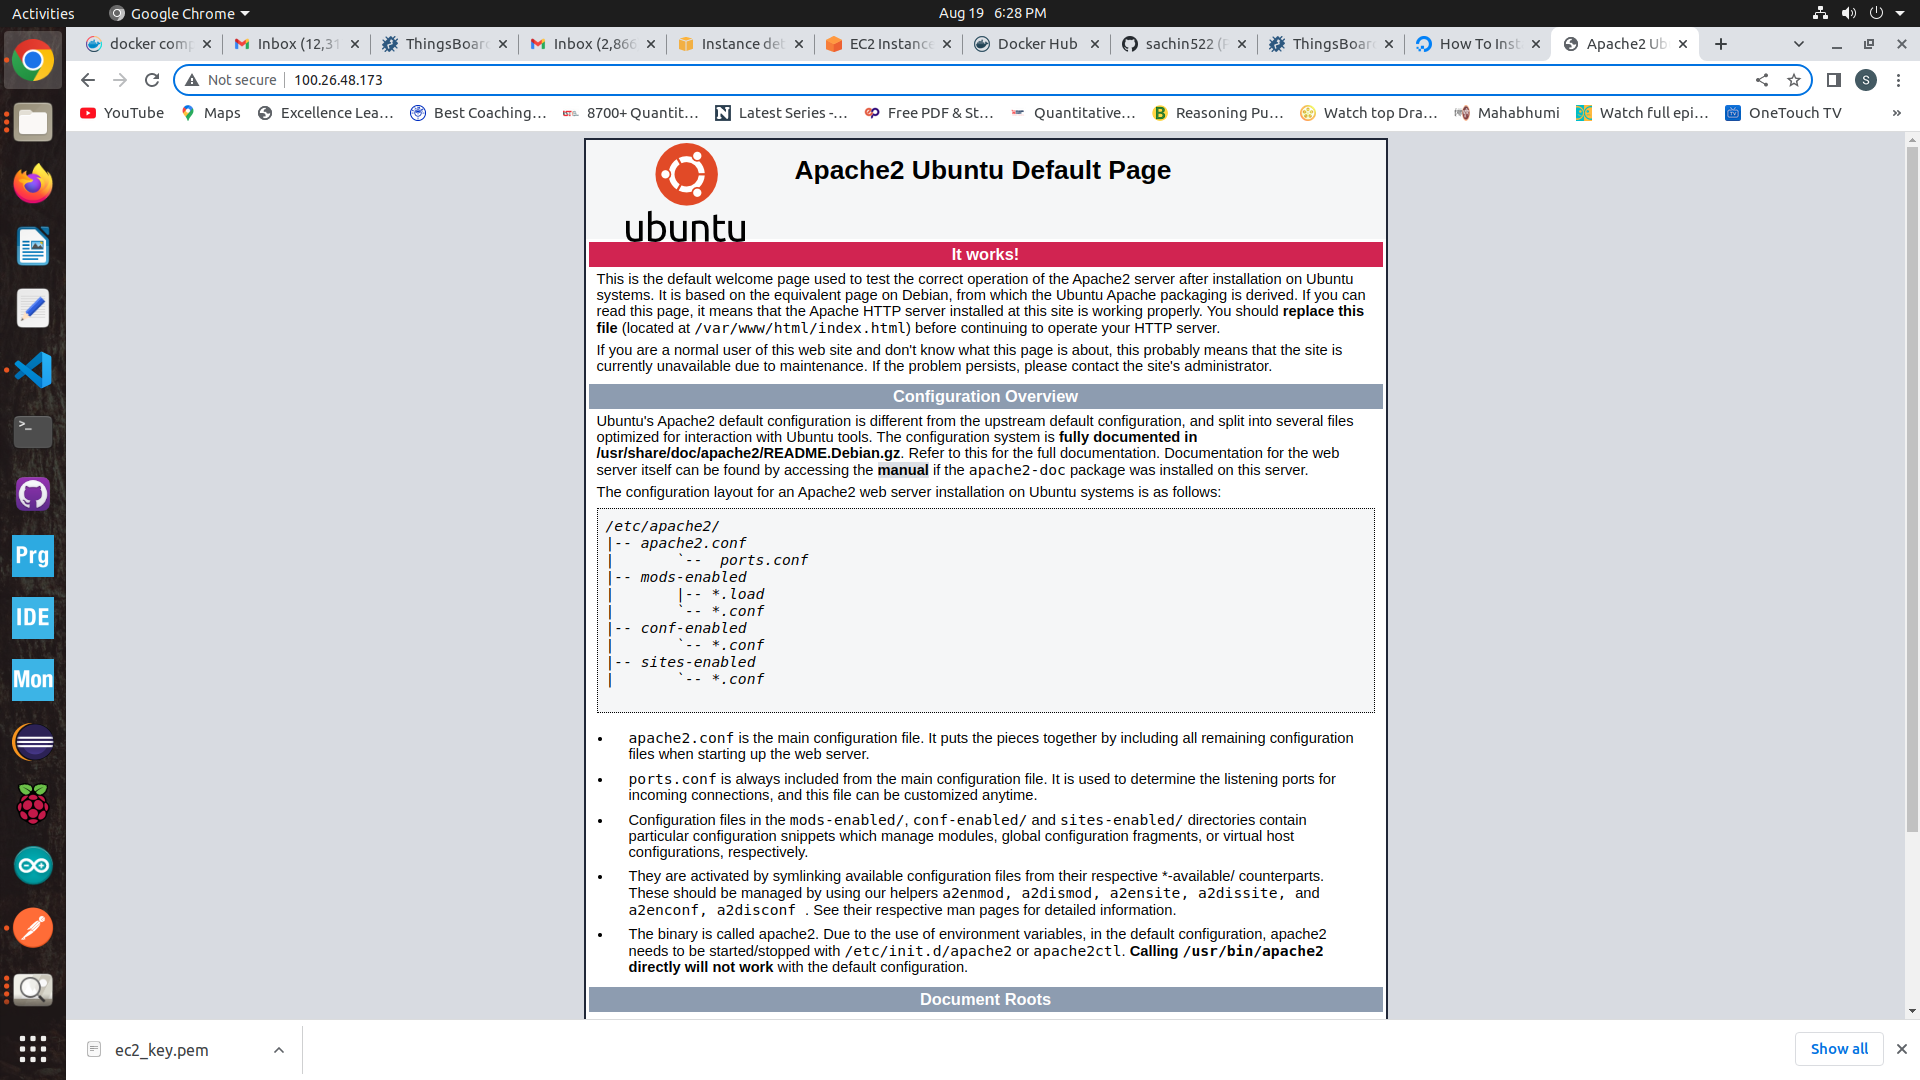 Activities
Google Chrome
Aug 19 6:28 PM
docker comp
Inbox (12,31
ThingsBoar
Inbox (2,866
Instance de
EC2 Instance
Docker Hub
sachin522 (
ThingsBoar
How To Inst
Apache2 Ub
Not secure
100.26.48.173
S
YouTube
Maps
Excellence Lea...
Best Coaching...
8700+ Quantit...
Latest Series -...
Free PDF & St...
Quantitative...
Reasoning Pu...
Watch top Dra...
Mahabhumi
Watch full epi...
OneTouch TV
»
ubuntu
Apache2 Ubuntu Default Page
It works!
This is the default welcome page used to test the correct operation of the Apache2 server after installation on Ubuntu
systems. It is based on the equivalent page on Debian, from which the Ubuntu Apache packaging is derived. If you can
read this page, it means that the Apache HTTP server installed at this site is working properly. You should replace this
file (located at /var/www/html/index.html) before continuing to operate your HTTP server.
If you are a normal user of this web site and don't know what this page is about, this probably means that the site is
currently unavailable due to maintenance. If the problem persists, please contact the site's administrator.
Configuration Overview
Ubuntu's Apache2 default configuration is different from the upstream default configuration, and split into several files
optimized for interaction with Ubuntu tools. The configuration system is fully documented in
/usr/share/doc/apache2/README.Debian.gz. Refer to this for the full documentation. Documentation for the web
server itself can be found by accessing the manual if the apache2-doc package was installed on this server.
The configuration layout for an Apache2 web server installation on Ubuntu systems is as follows:
/etc/apache2/
|-- apache2.conf
|       `--  ports.conf
|-- mods-enabled
|       |-- *.load
|       `-- *.conf
|-- conf-enabled
|       `-- *.conf
|-- sites-enabled
|       `-- *.conf
• apache2.conf is the main configuration file. It puts the pieces together by including all remaining configuration
files when starting up the web server.
• ports.conf is always included from the main configuration file. It is used to determine the listening ports for
incoming connections, and this file can be customized anytime.
• Configuration files in the mods-enabled/, conf-enabled/ and sites-enabled/ directories contain
particular configuration snippets which manage modules, global configuration fragments, or virtual host
configurations, respectively.
• They are activated by symlinking available configuration files from their respective *-available/ counterparts.
These should be managed by using our helpers a2enmod, a2dismod, a2ensite, a2dissite, and
a2enconf, a2disconf . See their respective man pages for detailed information.
• The binary is called apache2. Due to the use of environment variables, in the default configuration, apache2
needs to be started/stopped with /etc/init.d/apache2 or apache2ctl. Calling /usr/bin/apache2
directly will not work with the default configuration.
Document Roots
Prg
IDE
Mon
ec2_key.pem
Show all